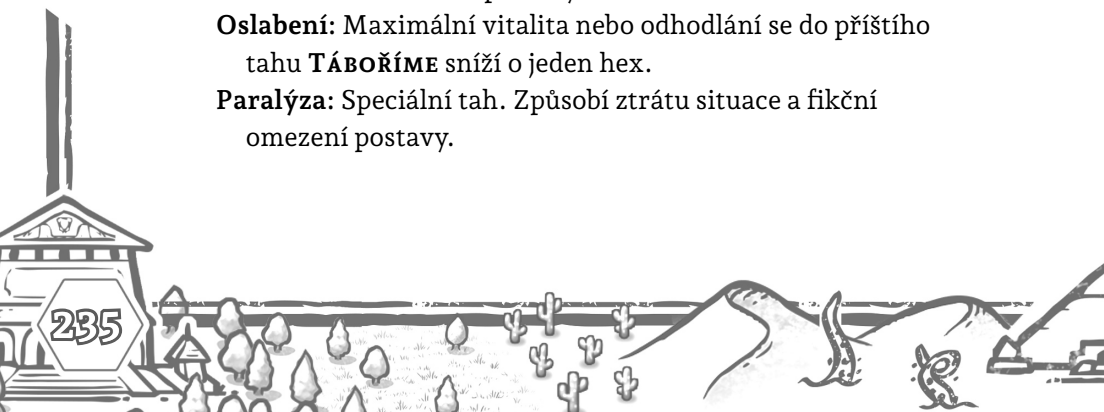 Oslabení: Maximální vitalita nebo odhodlání se do příštího
tahu Tábořıme sníží o jeden hex.
Paralýza: Speciální tah. Způsobí ztrátu situace a fikční
omezení postavy.
235